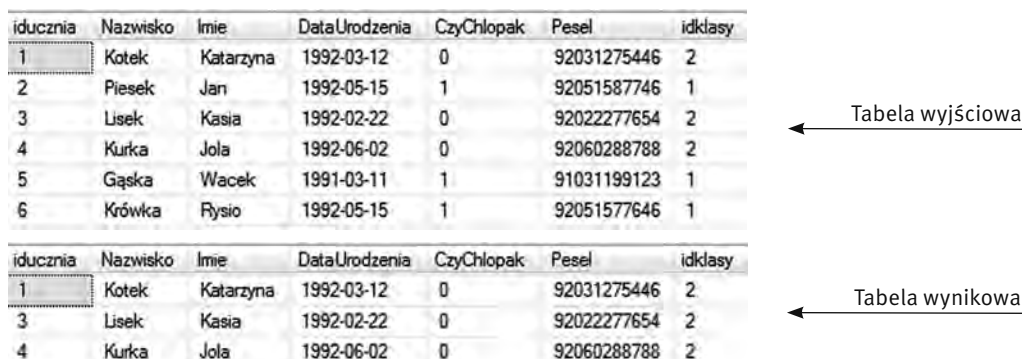 iducznia Nazwisko Imie DataUrodzenia CzyChlopak Pesel idklasy
1 Kotek Katarzyna 1992-03-12 0 92031275446 2
2 Piesek Jan 1992-05-15 1 92051587746 1
3 Lisek Kasia 1992-02-22 0 92022277654 2
4 Kurka Jola 1992-06-02 0 92060288788 2
5 Gąska Wacek 1991-03-11 1 91031199123 1
6 Krówka Rysio 1992-05-15 1 92051577646 1
Tabela wyjściowa
iducznia Nazwisko Imie DataUrodzenia CzyChlopak Pesel idklasy
1 Kotek Katarzyna 1992-03-12 0 92031275446 2
3 Lisek Kasia 1992-02-22 0 92022277654 2
4 Kurka Jola 1992-06-02 0 92060288788 2
Tabela wynikowa